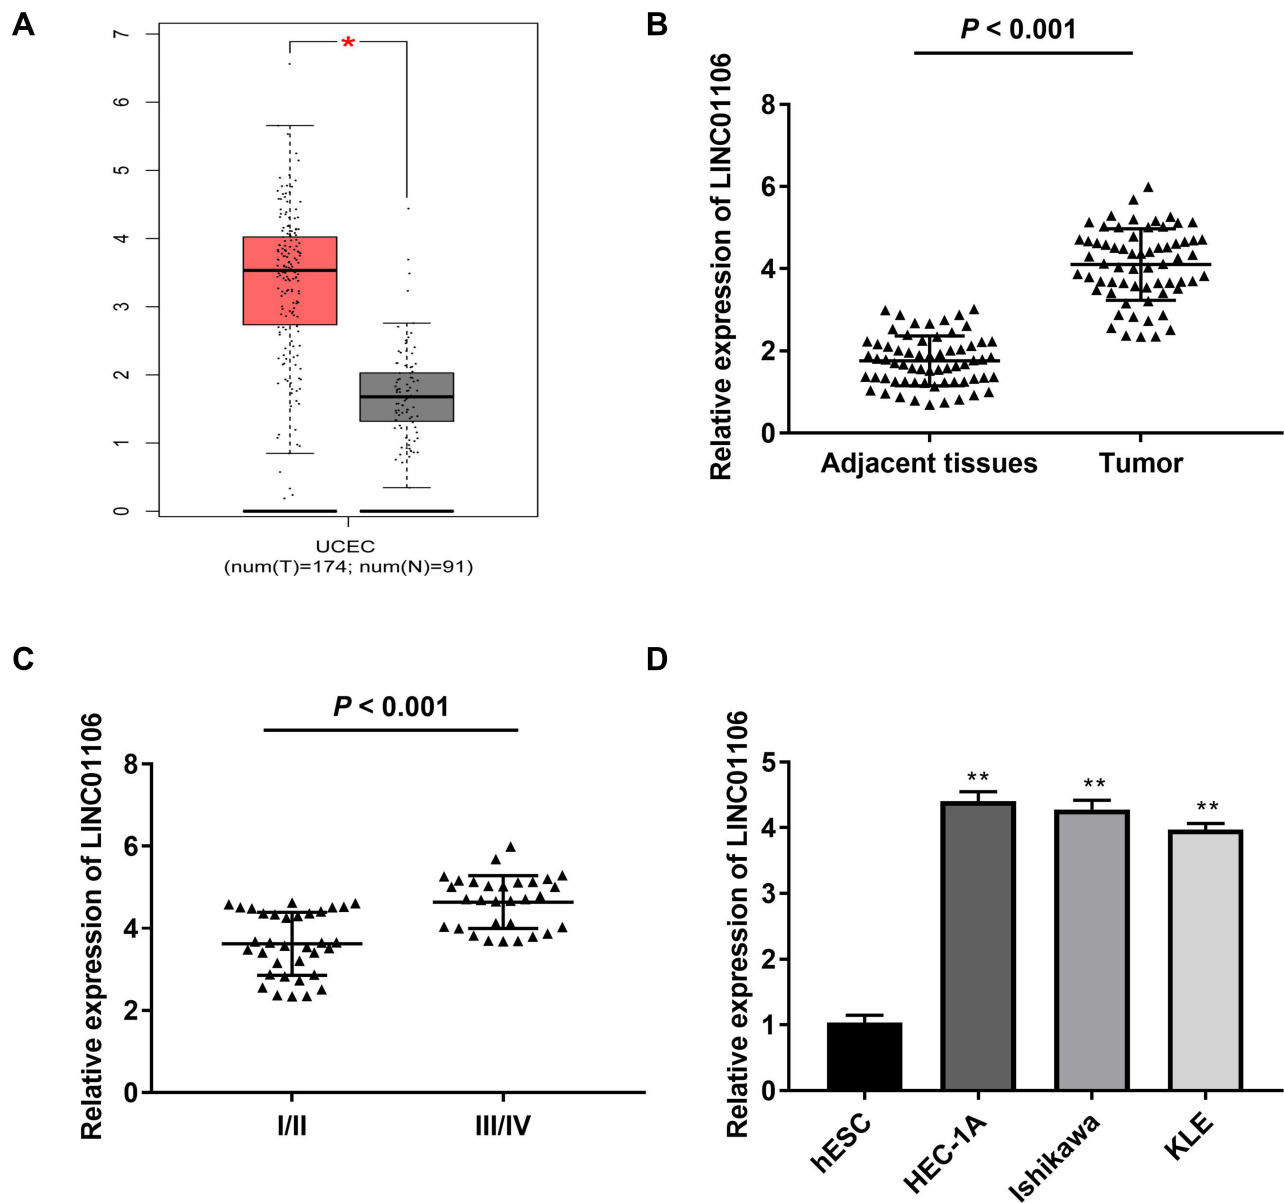 A
7
6
5
4
3
2
1
0
*
UCEC
(num(T)=174; num(N)=91)
B
P < 0.001
Relative expression of LINC01106
8
6
4
2
0
Adjacent tissues
Tumor
C
P < 0.001
Relative expression of LINC01106
8
6
4
2
0
I/II
III/IV
D
Relative expression of LINC01106
5
4
3
2
1
0
**
**
**
hESC
HEC-1A
Ishikawa
KLE